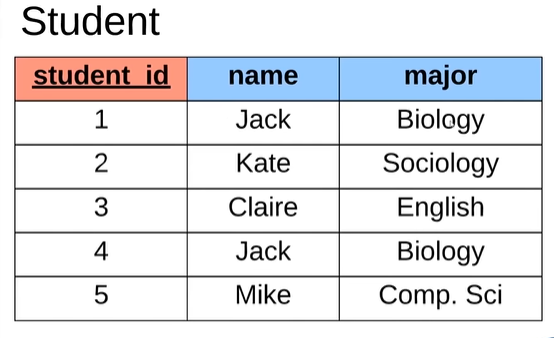 Student
student_id name major
1 Jack Biology
2 Kate Sociology
3 Claire English
4 Jack Biology
5 Mike Comp. Sci